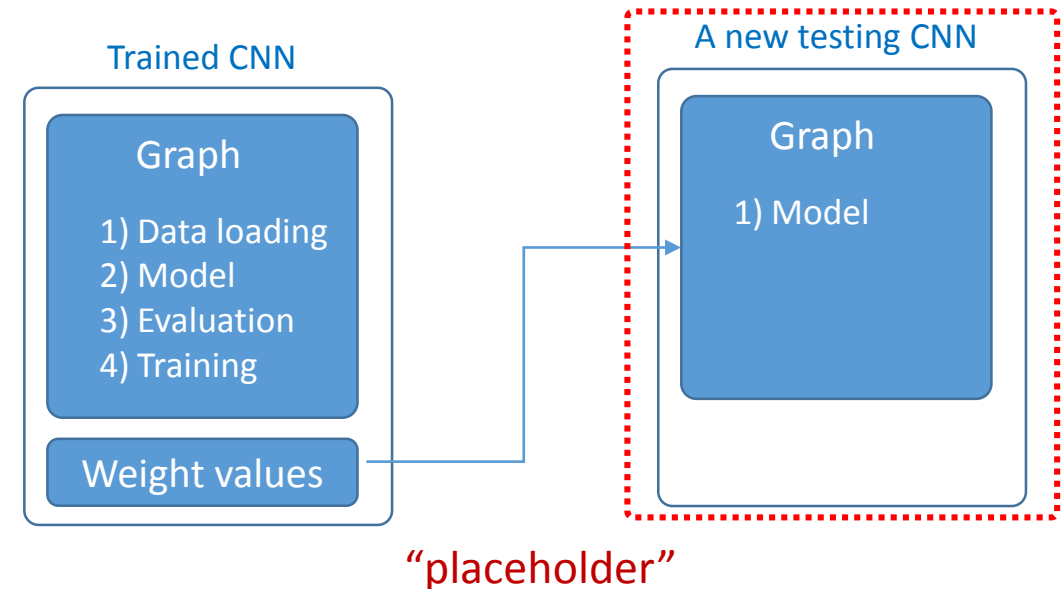 Trained CNN
Graph
1) Data loading
2) Model
3) Evaluation
4) Training
Weight values
A new testing CNN
Graph
1) Model
“placeholder”